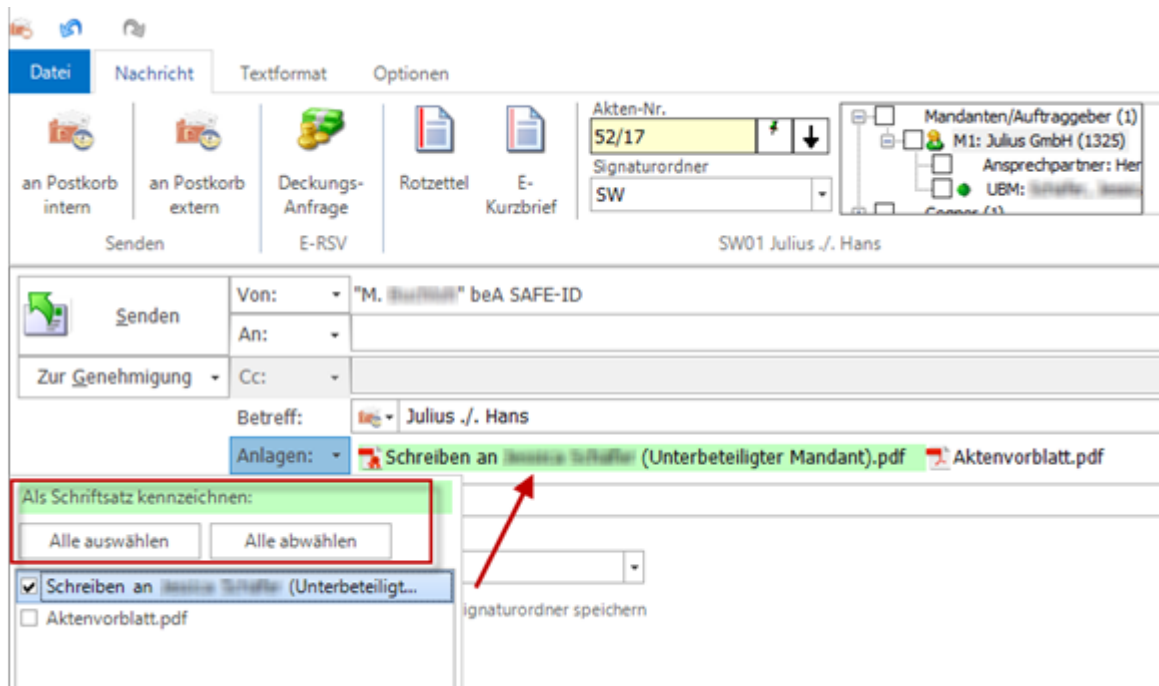 Datei Nachricht Textformat Optionen
Akten-Nr.
52/17
Signaturordner
SW
Mandanten/Auftraggeber (1)
M1: Julius GmbH (1325)
Ansprechpartner: Her
UBM:
Gegner (1)
an Postkorb
intern
an Postkorb
extern
Deckungs-
Anfrage
Rotzettel
E-
Kurzbrief
Senden E-RSV SW01 Julius ./. Hans
Senden
Von: "M. " beA SAFE-ID
An:
Zur Genehmigung
Cc:
Betreff: Julius ./. Hans
Anlagen: Schreiben an (Unterbeteiligter Mandant).pdf Aktenvorblatt.pdf
Als Schriftsatz kennzeichnen:
Alle auswählen Alle abwählen
Schreiben an (Unterbeteiligt...
Aktenvorblatt.pdf
ignaturordner speichern